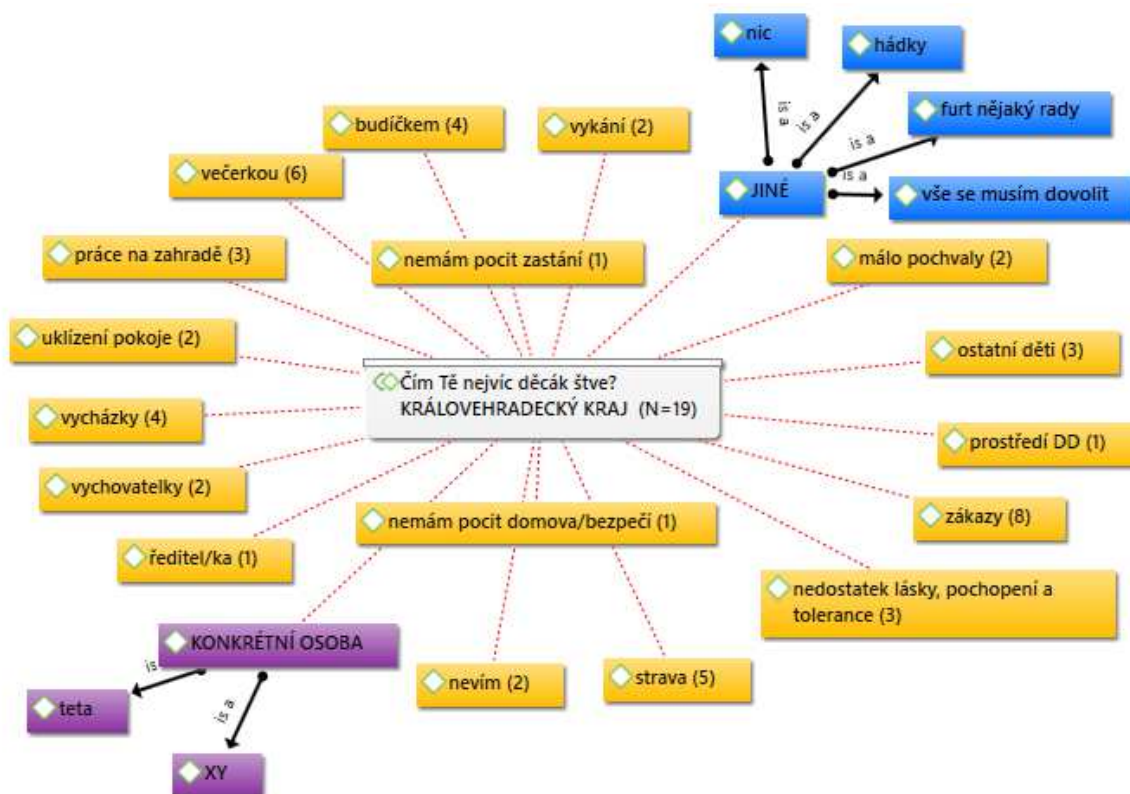 nic
hádky
furt nějaký rady
vše se musím dovolit
JINÉ
is a
is a
is a
is a
budíčkem (4)
vykání (2)
večerkou (6)
práce na zahradě (3)
nemám pocit zastání (1)
málo pochvaly (2)
uklízení pokoje (2)
ostatní děti (3)
Čím Tě nejvíc děcák štve?
KRÁLOVEHRADECKÝ KRAJ (N=19)
vycházky (4)
prostředí DD (1)
vychovatelky (2)
zákazy (8)
nemám pocit domova/bezpečí (1)
ředitel/ka (1)
nedostatek lásky, pochopení a
tolerance (3)
KONKRÉTNÍ OSOBA
nevím (2)
strava (5)
is
teta
is a
XY